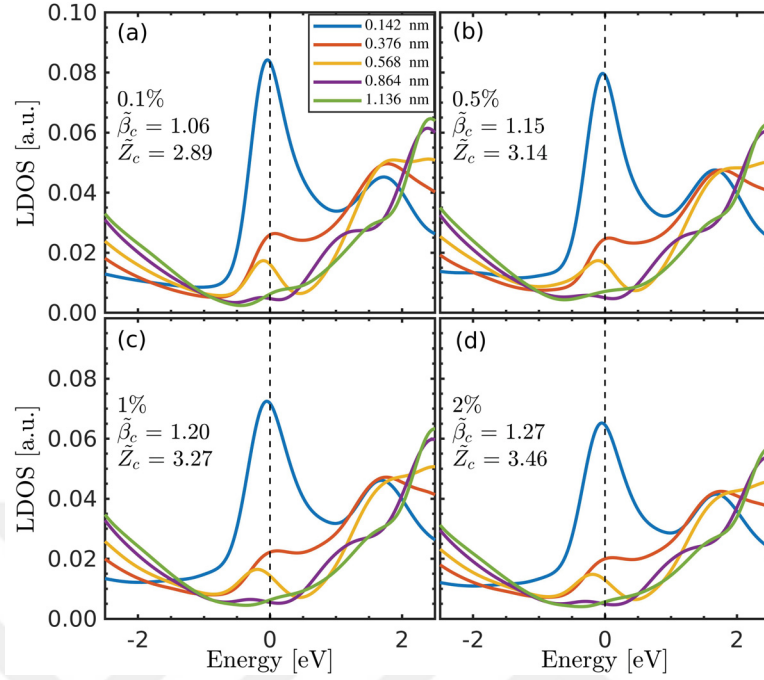 (a)
0.1%
β̃c = 1.06
Z̃c = 2.89
0.142 nm
0.376 nm
0.568 nm
0.864 nm
1.136 nm
(b)
0.5%
β̃c = 1.15
Z̃c = 3.14
0.10
0.08
0.06
0.04
0.02
0.00
LDOS [a.u.]
(c)
1%
β̃c = 1.20
Z̃c = 3.27
(d)
2%
β̃c = 1.27
Z̃c = 3.46
0.08
0.06
0.04
0.02
0.00
LDOS [a.u.]
-2 0 2
-2 0 2
Energy [eV]
Energy [eV]